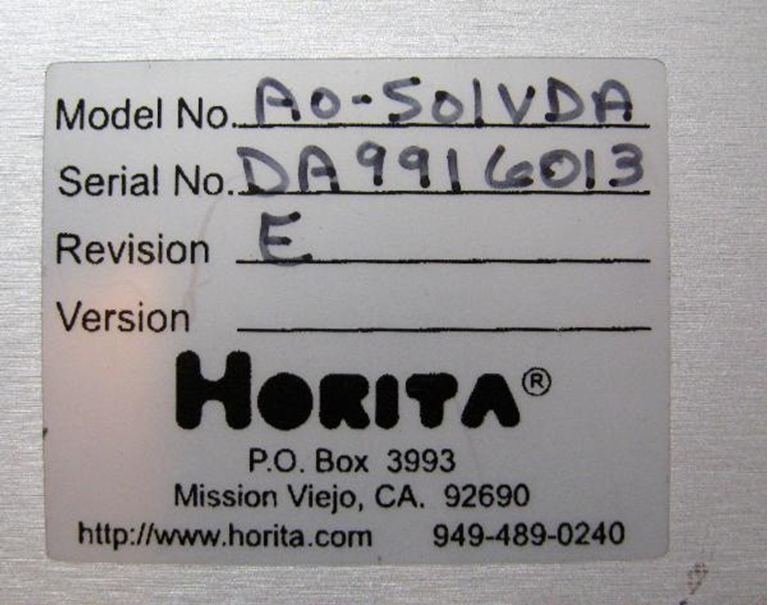 Model No. AO-501VDA
Serial No. DA9916013
Revision E
Version
HORITA®
P.O. Box 3993
Mission Viejo, CA. 92690
http://www.horita.com 949-489-0240